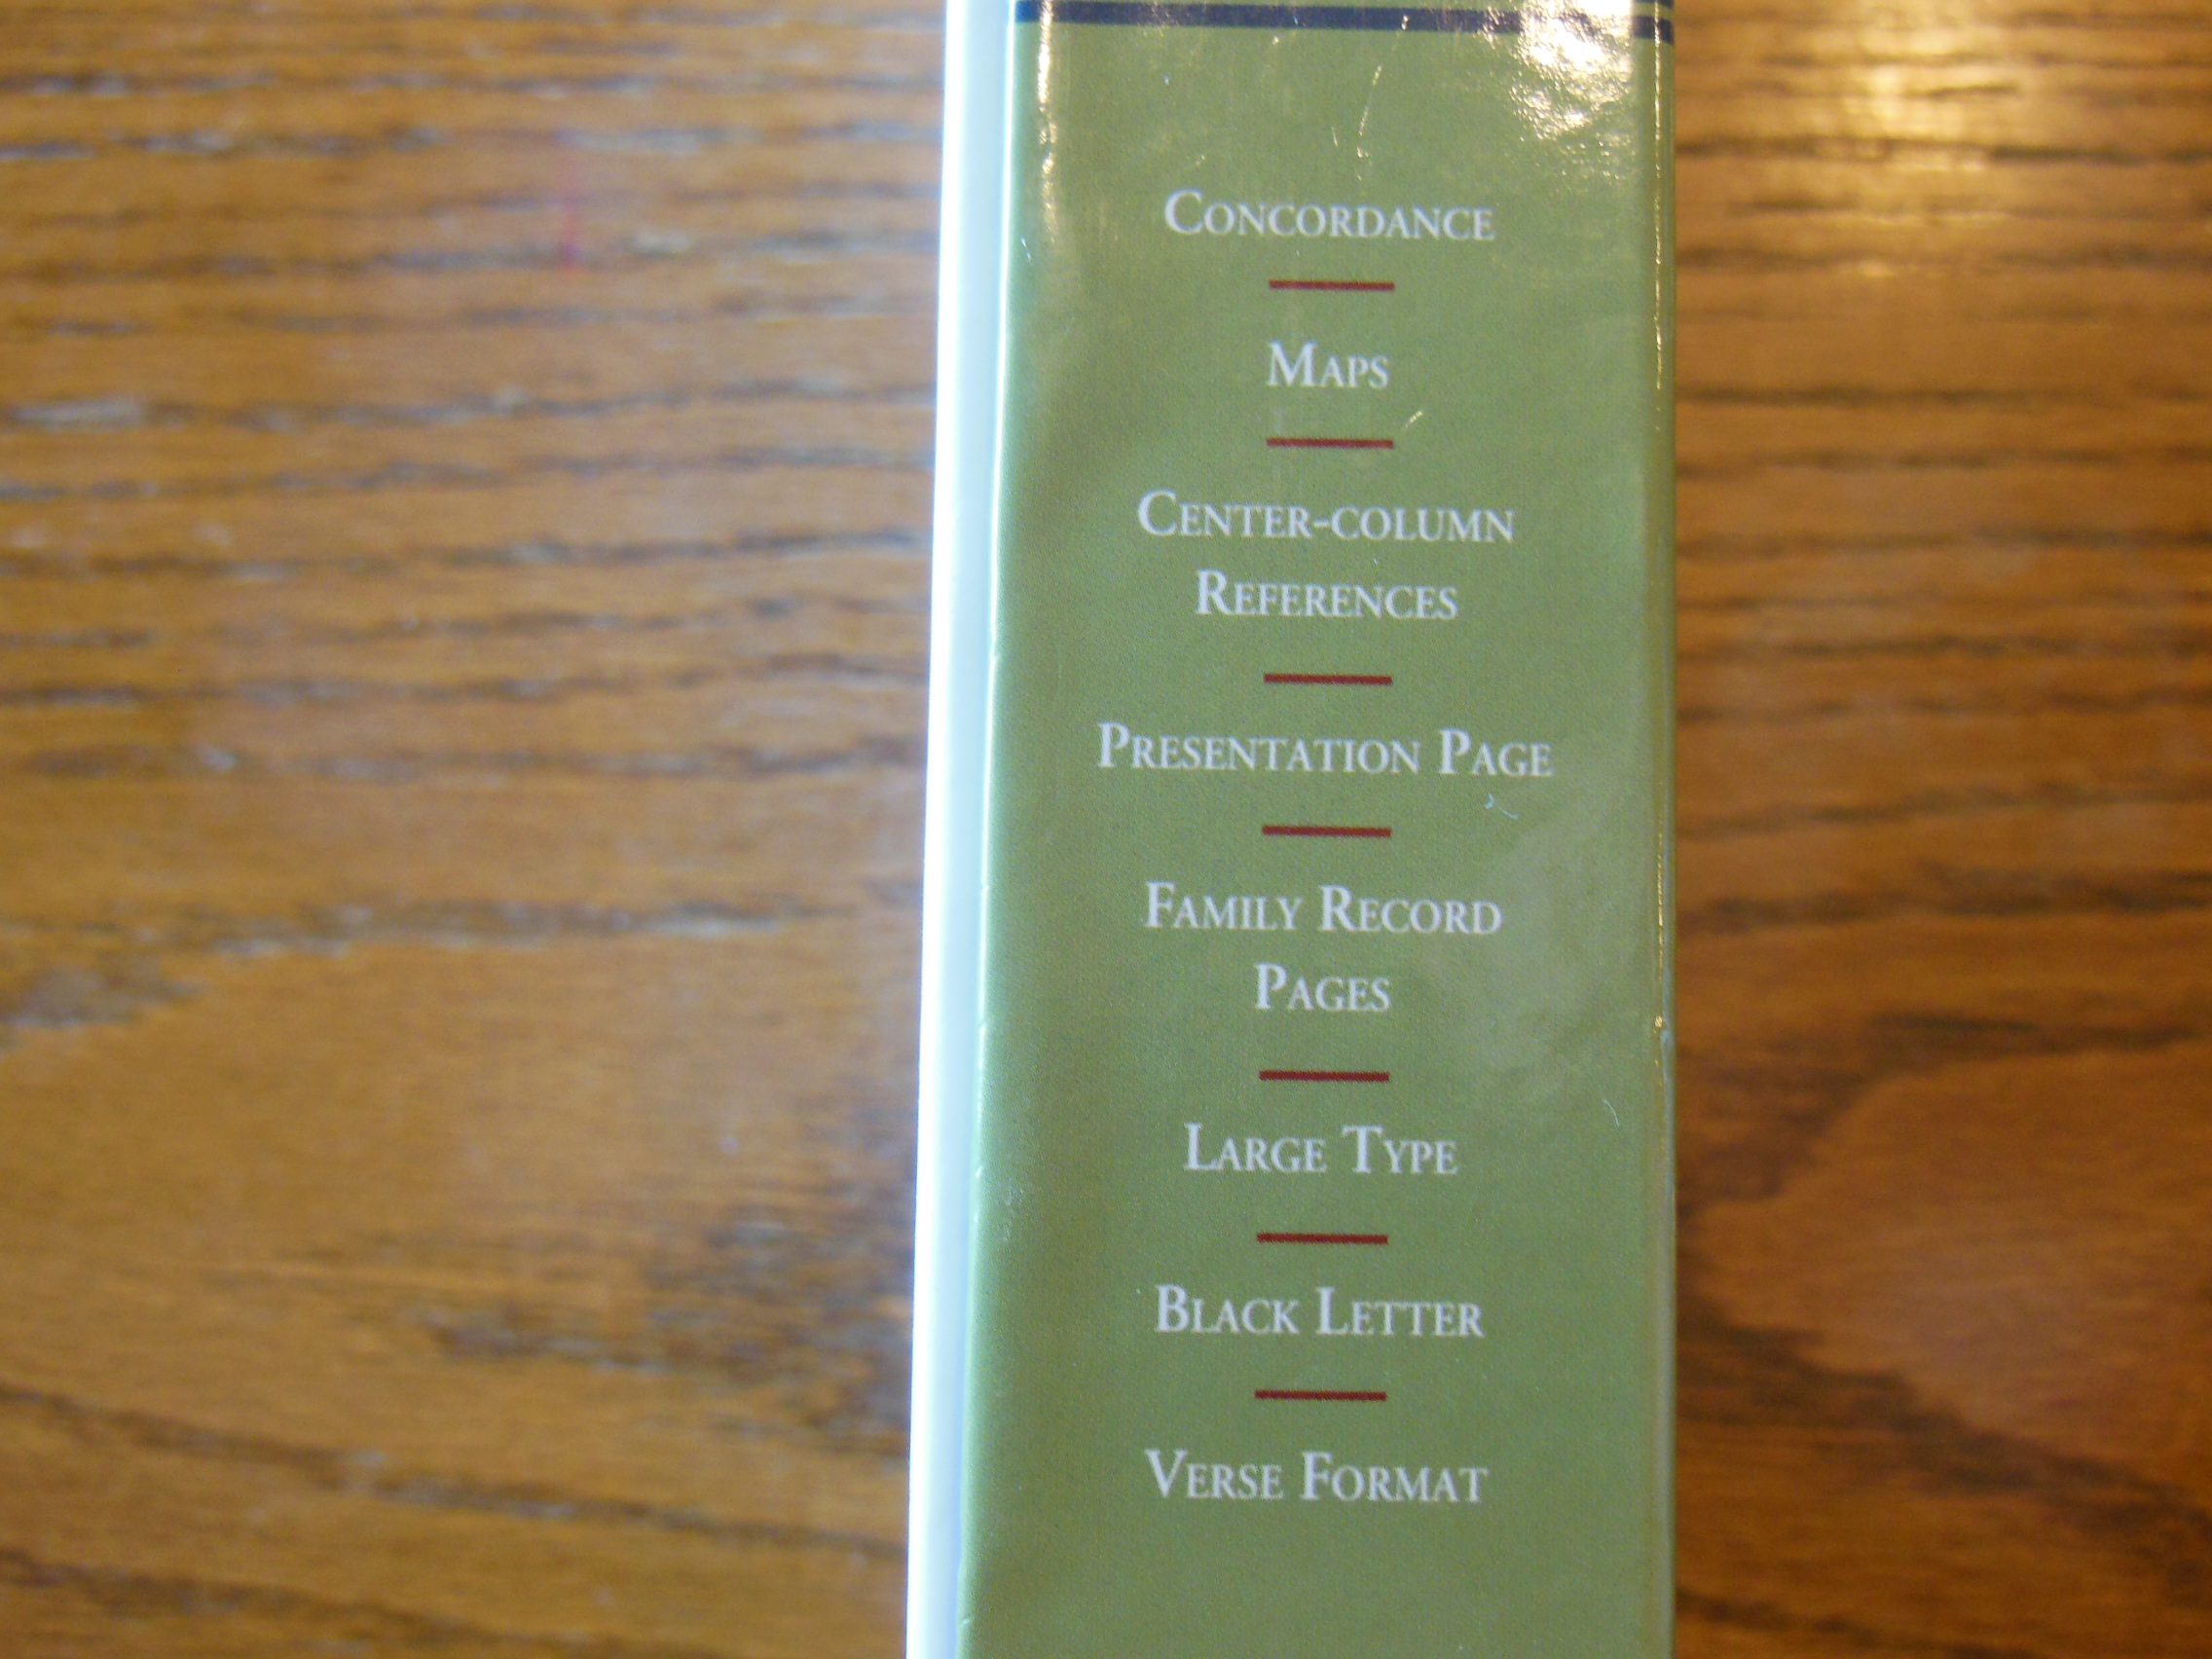 Concordance
Maps
Center-column
References
Presentation Page
Family Record
Pages
Large Type
Black Letter
Verse Format